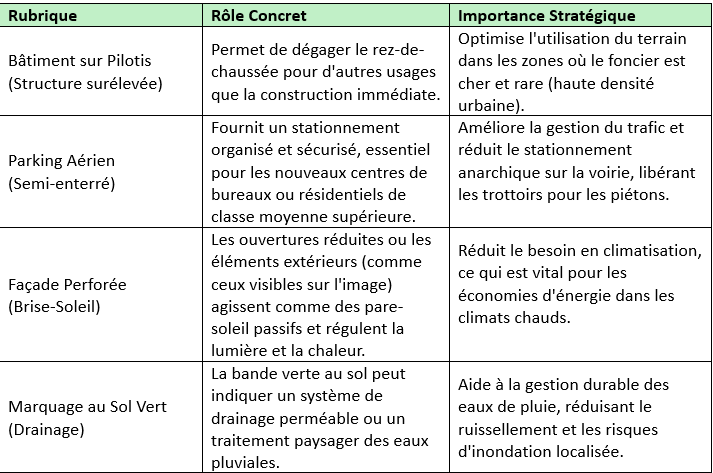 Rubrique
Rôle Concret
Importance Stratégique
Bâtiment sur Pilotis
(Structure surélevée)
Permet de dégager le rez-de-
chaussée pour d'autres usages
que la construction immédiate.
Optimise l'utilisation du terrain
dans les zones où le foncier est
cher et rare (haute densité
urbaine).
Parking Aérien
(Semi-enterré)
Fournit un stationnement
organisé et sécurisé, essentiel
pour les nouveaux centres de
bureaux ou résidentiels de
classe moyenne supérieure.
Améliore la gestion du trafic et
réduit le stationnement
anarchique sur la voirie, libérant
les trottoirs pour les piétons.
Façade Perforée
(Brise-Soleil)
Les ouvertures réduites ou les
éléments extérieurs (comme
ceux visibles sur l'image)
agissent comme des pare-
soleil passifs et régulent la
lumière et la chaleur.
Réduit le besoin en climatisation,
ce qui est vital pour les
économies d'énergie dans les
climats chauds.
Marquage au Sol Vert
(Drainage)
La bande verte au sol peut
indiquer un système de
drainage perméable ou un
traitement paysager des eaux
pluviales.
Aide à la gestion durable des
eaux de pluie, réduisant le
ruissellement et les risques
d'inondation localisée.